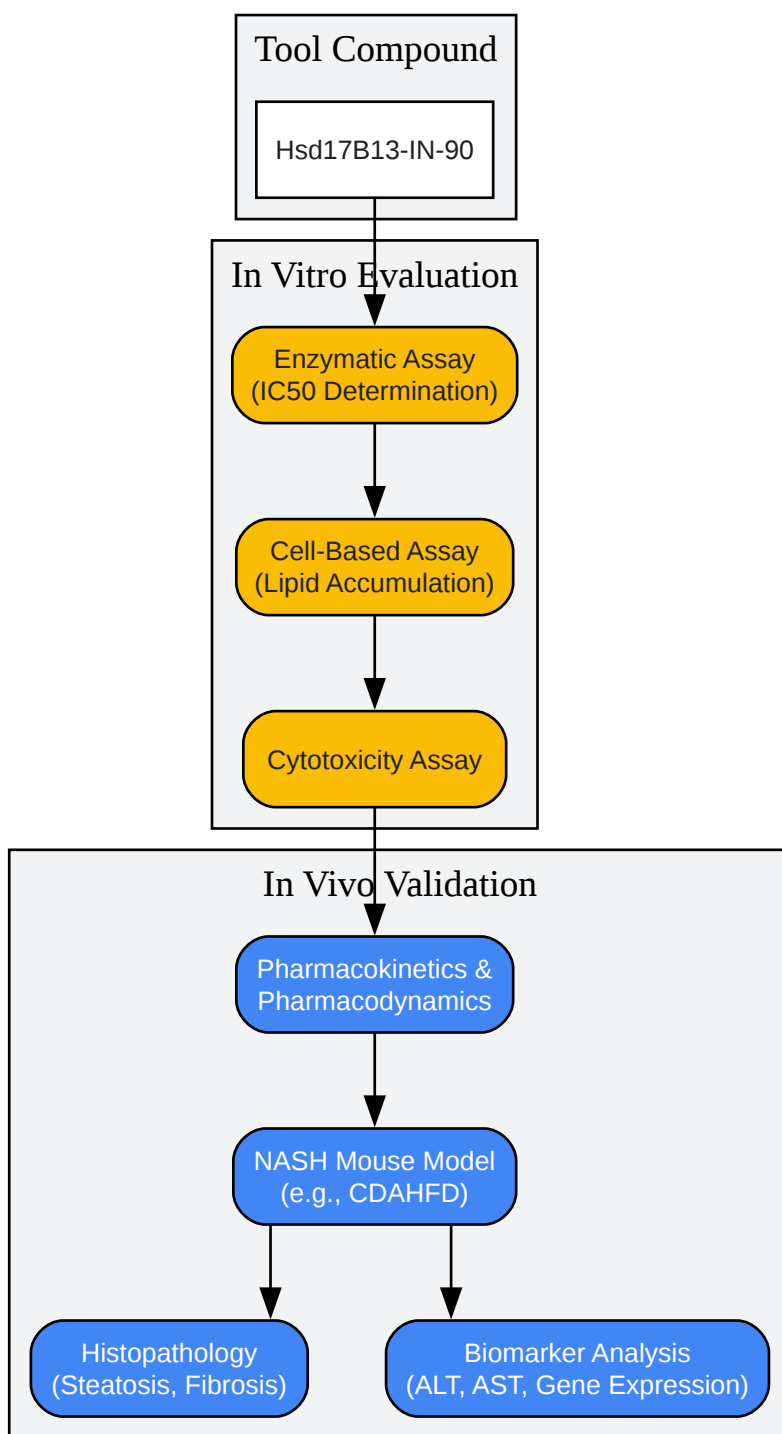 Tool Compound
Hsd17B13-IN-90
In Vitro Evaluation
Enzymatic Assay
(IC50 Determination)
Cell-Based Assay
(Lipid Accumulation)
Cytotoxicity Assay
In Vivo Validation
Pharmacokinetics &
Pharmacodynamics
NASH Mouse Model
(e.g., CDAHFD)
Histopathology
(Steatosis, Fibrosis)
Biomarker Analysis
(ALT, AST, Gene Expression)